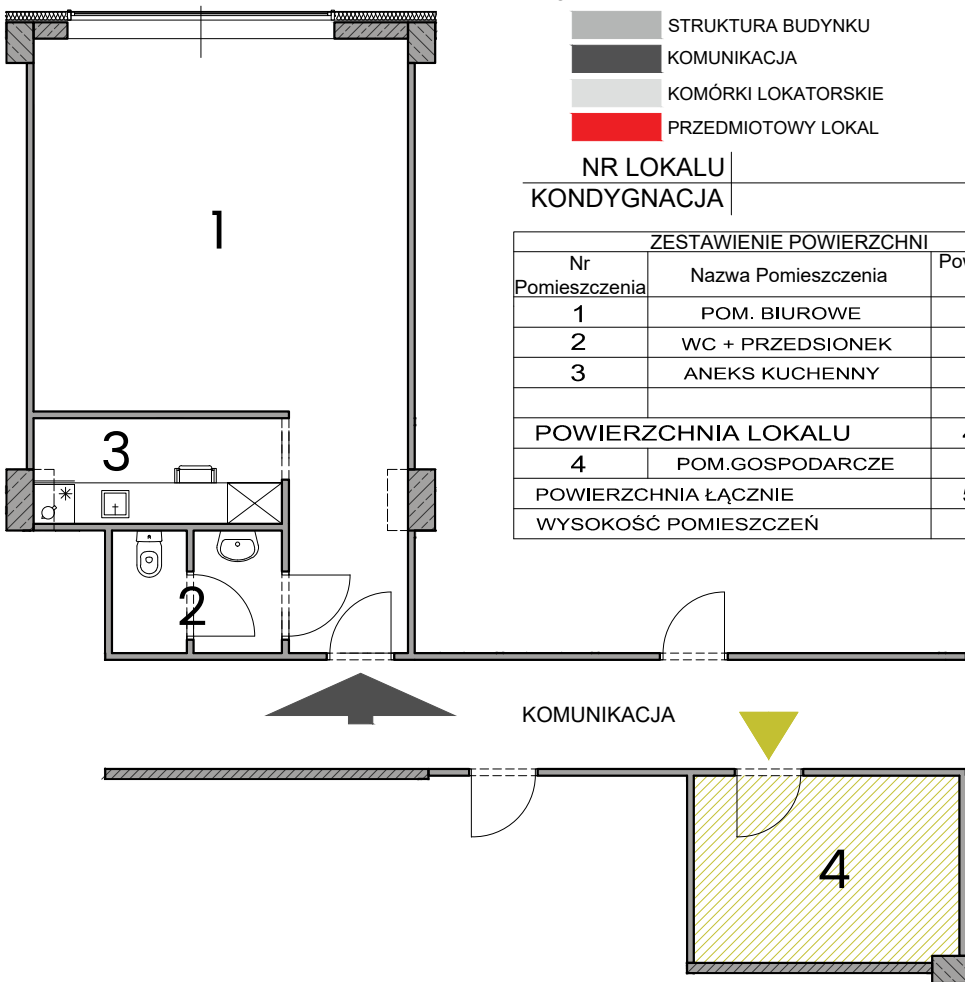 STRUKTURA BUDYNKU
KOMUNIKACJA
KOMÓRKI LOKATORSKIE
PRZEDMIOTOWY LOKAL
NR LOKALU
KONDYGNACJA
ZESTAWIENIE POWIERZCHNI
Nr Pomieszczenia Nazwa Pomieszczenia
1 POM. BIUROWE
2 WC + PRZEDSIONEK
3 ANEKS KUCHENNY
POWIERZCHNIA LOKALU
4 POM.GOSPODARCZE
POWIERZCHNIA ŁĄCZNIE
WYSOKOŚĆ POMIESZCZEŃ
1
3
2
KOMUNIKACJA
4